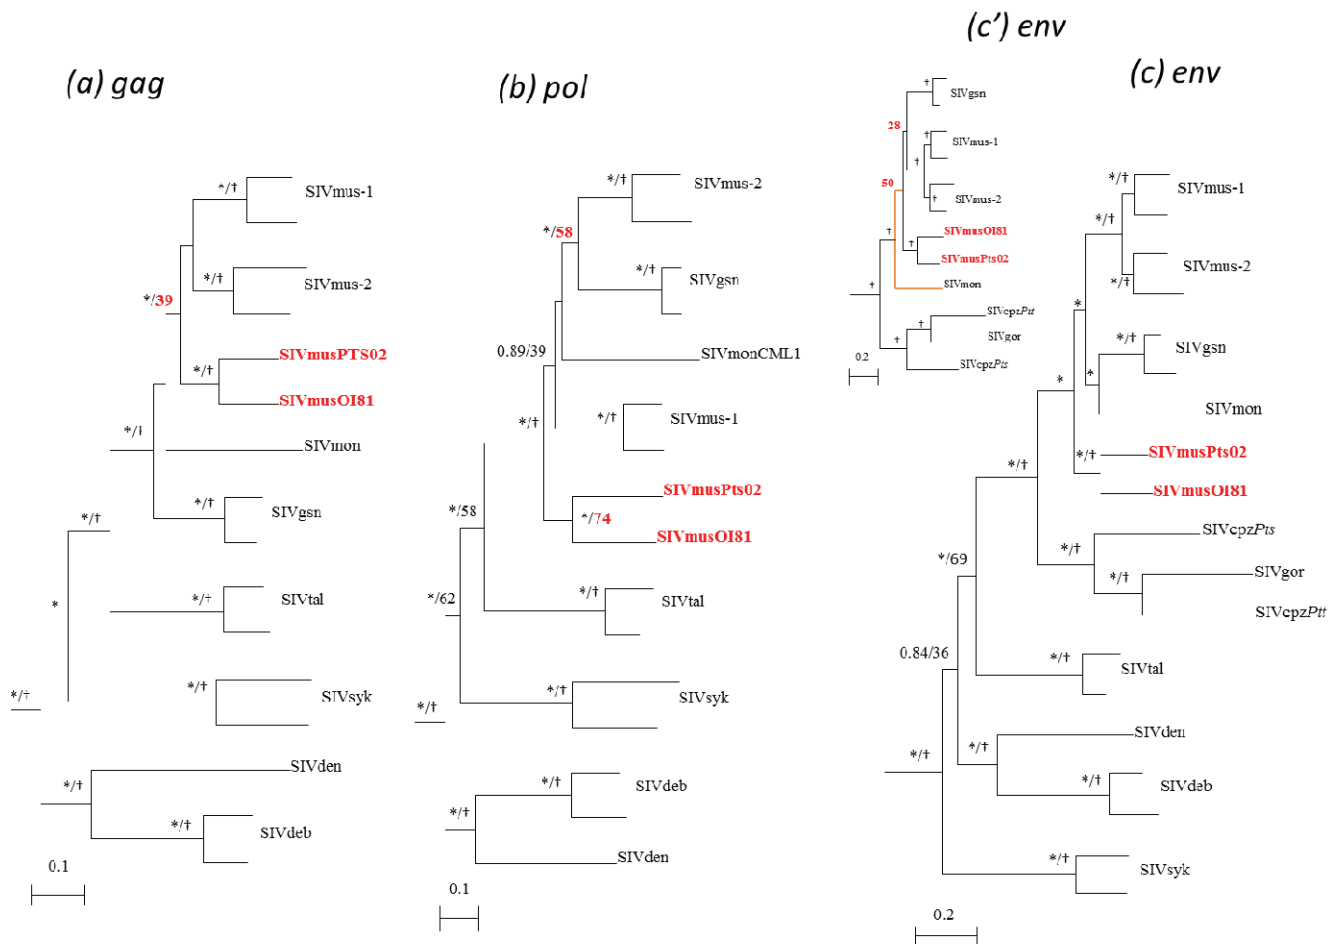 (a) gag
*/†
SIVmus-1
*/†
SIVmus-2
*/39
SIVmusPTS02
*/†
SIVmusOI81
*/†
SIVmon
*/†
SIVgsn
*/†
*/†
SIVtal
*
*/†
SIVsyk
*/†
SIVden
*/†
*/†
SIVdeb
0.1
(b) pol
*/†
SIVmus-2
*/58
*/†
SIVgsn
0.89/39
SIVmonCML1
*/†
SIVmus-1
SIVmusPts02
*/58
*/74
SIVmusOI81
*/†
SIVtal
*/62
*/†
SIVsyk
*/†
*/†
SIVdeb
*/†
SIVden
0.1
(c') env
†
SIVgsn
28
†
SIVmus-1
†
50
†
SIVmus-2
SIVmusOI81
†
†
SIVmusPts02
SIVmon
SIVcpzPtt
†
SIVgor
†
SIVcpzPts
0.2
(c) env
*/†
SIVmus-1
*/†
SIVmus-2
*/†
*
SIVgsn
*
*
SIVmon
*/†
SIVmusPts02
*/†
SIVmusOI81
SIVcpzPts
*/†
SIVgor
*/†
*/69
SIVcpzPtt
0.84/36
*/†
SIVtal
SIVden
*/†
*/†
*/†
SIVdeb
*/†
SIVsyk
0.2